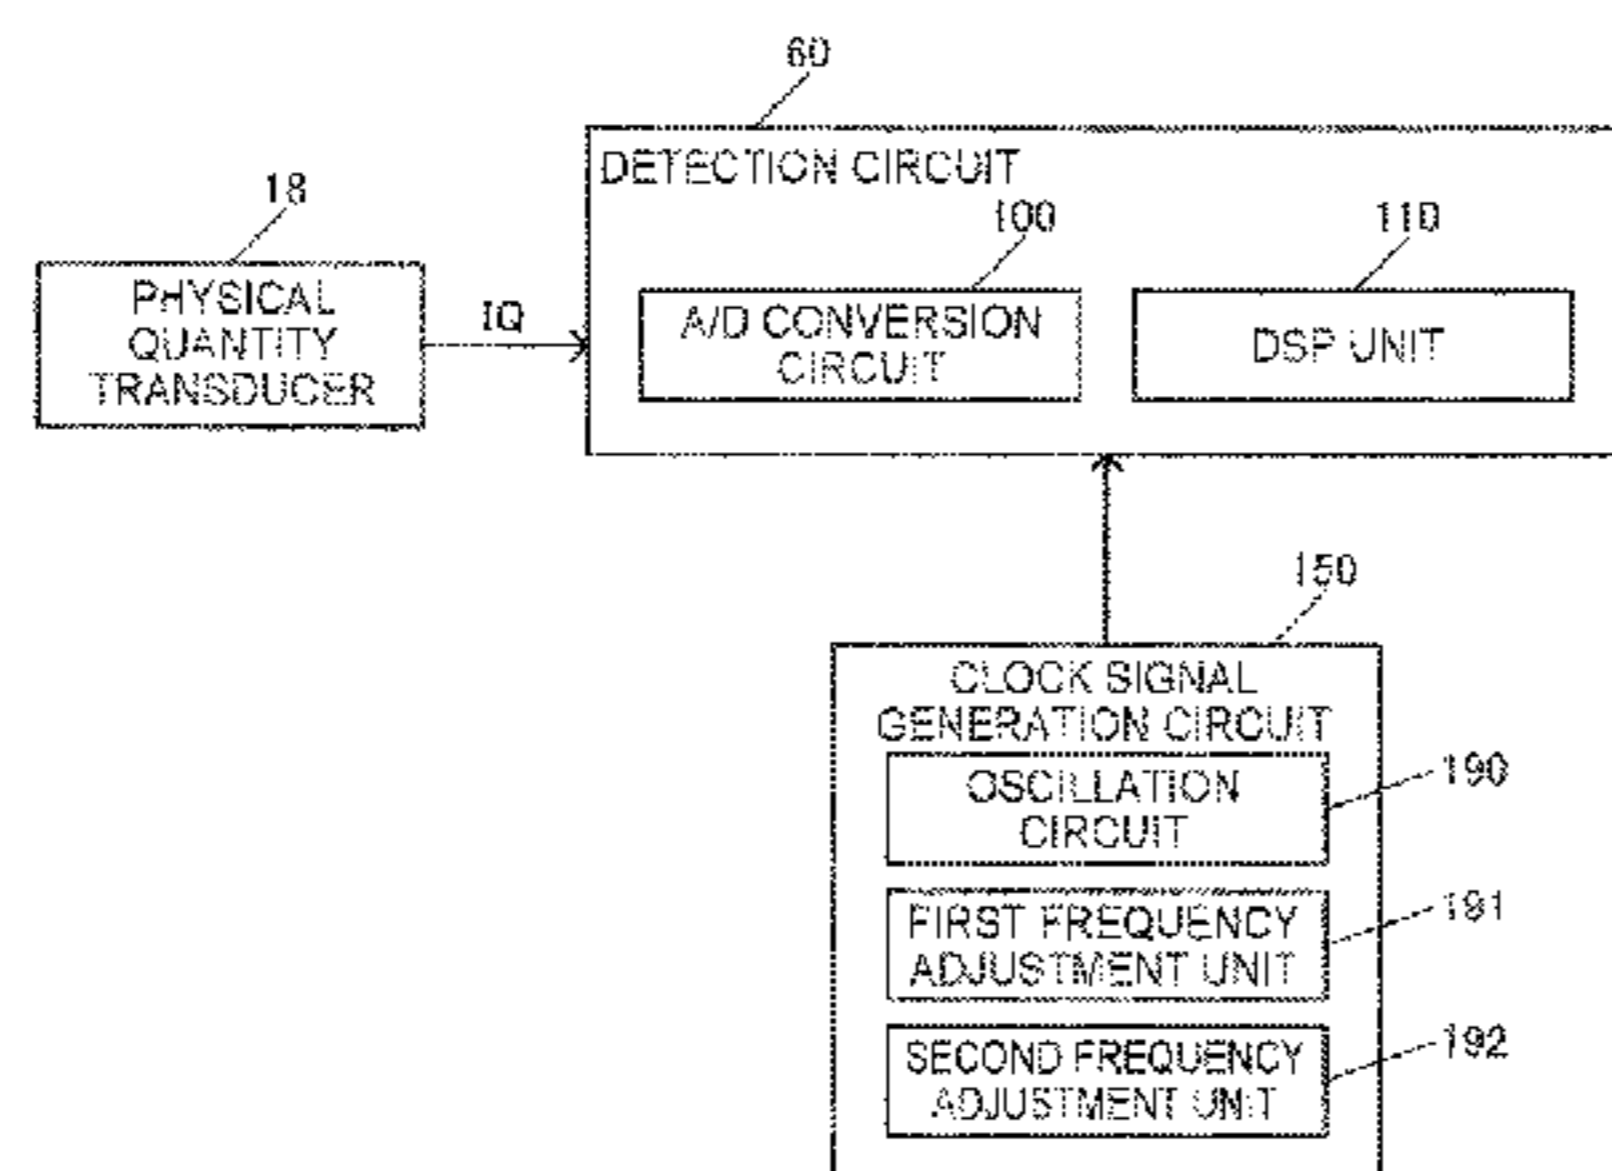 60
DETECTION CIRCUIT
18
100
110
PHYSICAL
QUANTITY
TRANSDUCER
IQ
A/D CONVERSION
CIRCUIT
DSP UNIT
150
CLOCK SIGNAL
GENERATION CIRCUIT
OSCILLATION
CIRCUIT
190
FIRST FREQUENCY
ADJUSTMENT UNIT
191
SECOND FREQUENCY
ADJUSTMENT UNIT
192